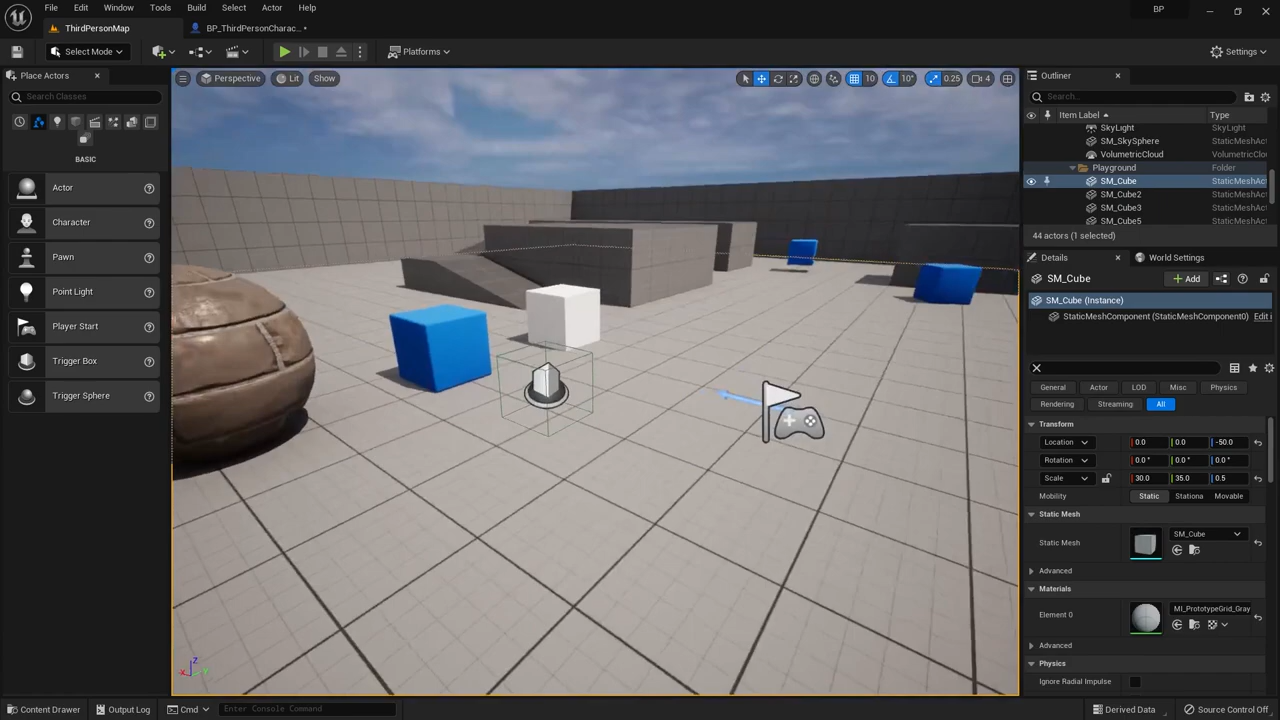 File Edit Window Tools Build Select Actor Help
BP
ThirdPersonMap
BP_ThirdPersonCharac...
Select Mode
Platforms
Settings
Place Actors
Search Classes
BASIC
Actor
Character
Pawn
Point Light
Player Start
Trigger Box
Trigger Sphere
Perspective Lit Show
10 10° 0.25 4
Outliner
Search...
Item Label Type
SkyLight SkyLight
SM_SkySphere StaticMeshAc
VolumetricCloud VolumetricClo
Playground Folder
SM_Cube StaticMeshAc
SM_Cube2 StaticMeshAc
SM_Cube3 StaticMeshAc
SM_Cube5 StaticMeshAc
44 actors (1 selected)
Details World Settings
SM_Cube Add
SM_Cube (Instance)
StaticMeshComponent (StaticMeshComponent0) Edit i
General Actor LOD Misc Physics
Rendering Streaming All
Transform
Location 0.0 0.0 -50.0
Rotation 0.0° 0.0° 0.0°
Scale 30.0 35.0 0.5
Mobility Static Stationa Movable
Static Mesh
Static Mesh SM_Cube
Advanced
Materials
Element 0 MI_PrototypeGrid_Gray
Advanced
Physics
Ignore Radial Impulse
Z
X Y
Content Drawer Output Log Cmd Enter Console Command Derived Data Source Control Off